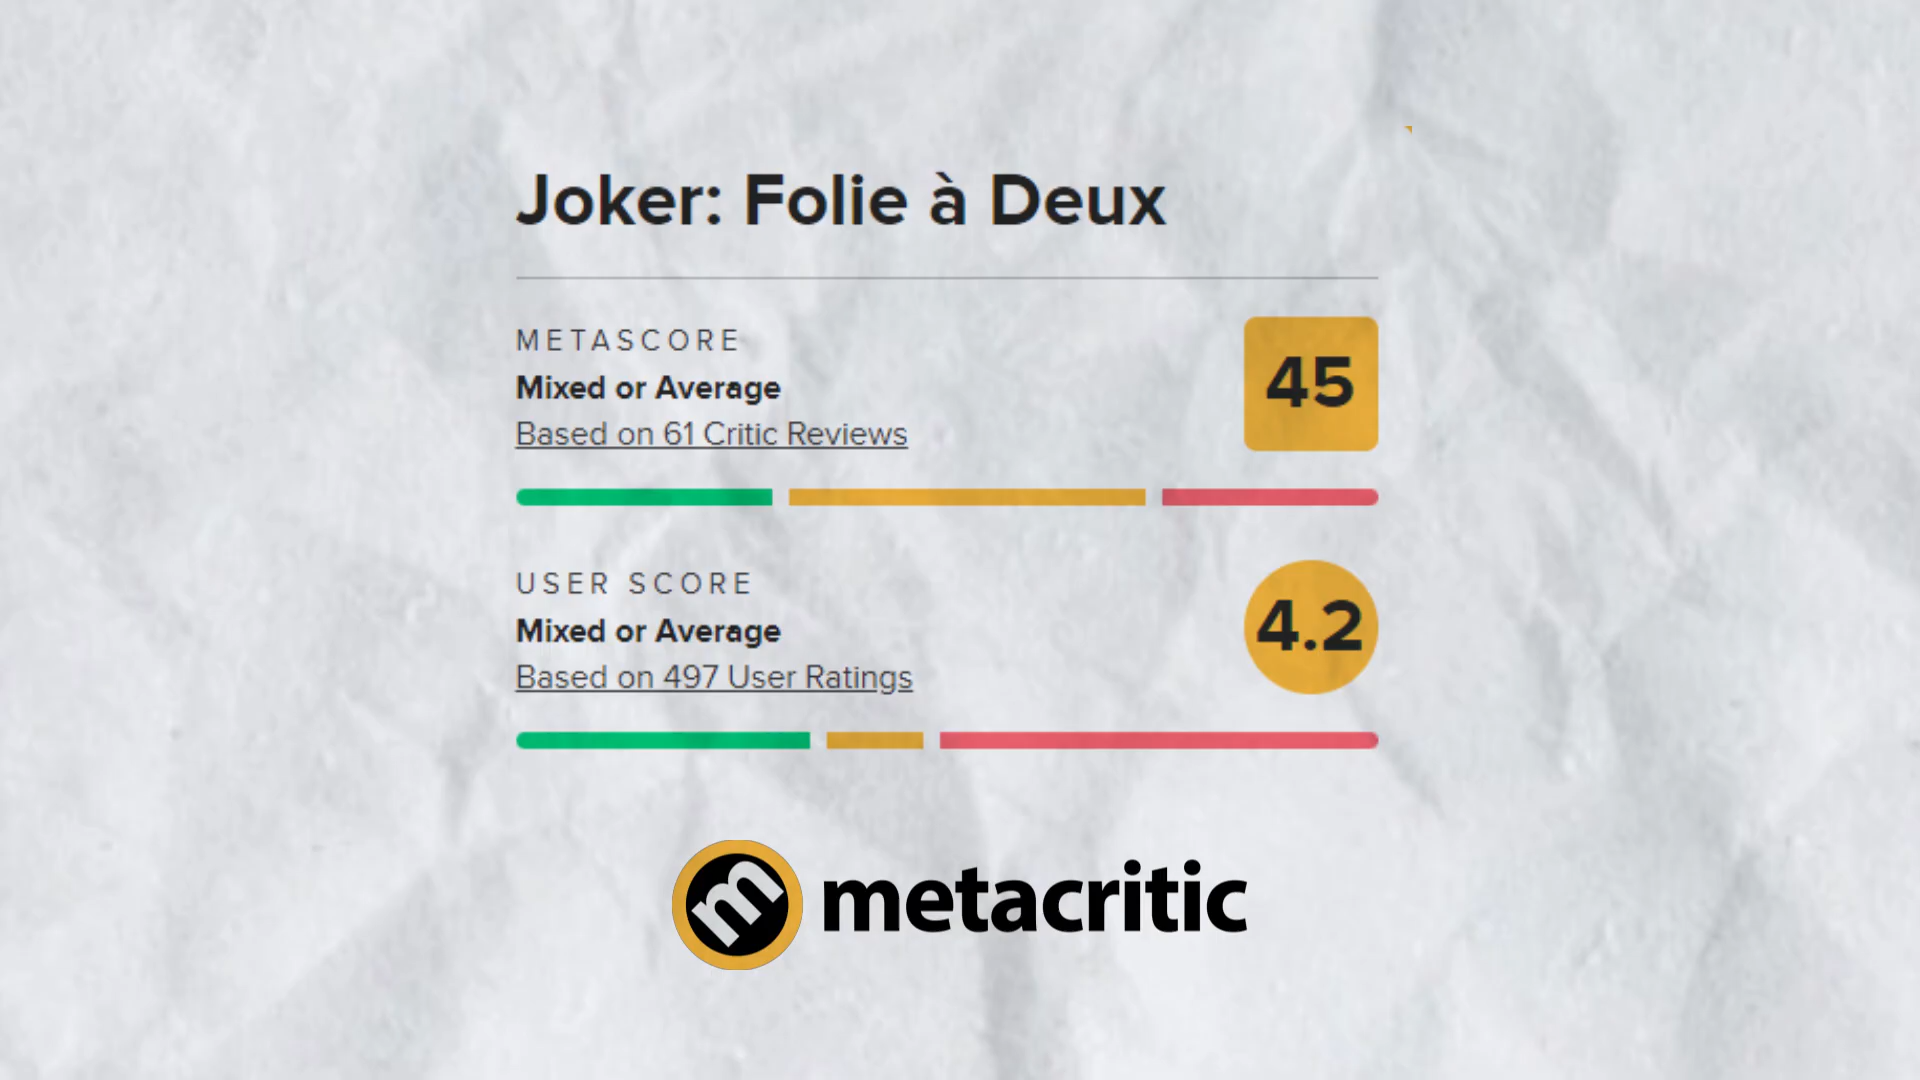 Joker: Folie à Deux
METASCORE
Mixed or Average
Based on 61 Critic Reviews
45
USER SCORE
Mixed or Average
Based on 497 User Ratings
4.2
m metacritic